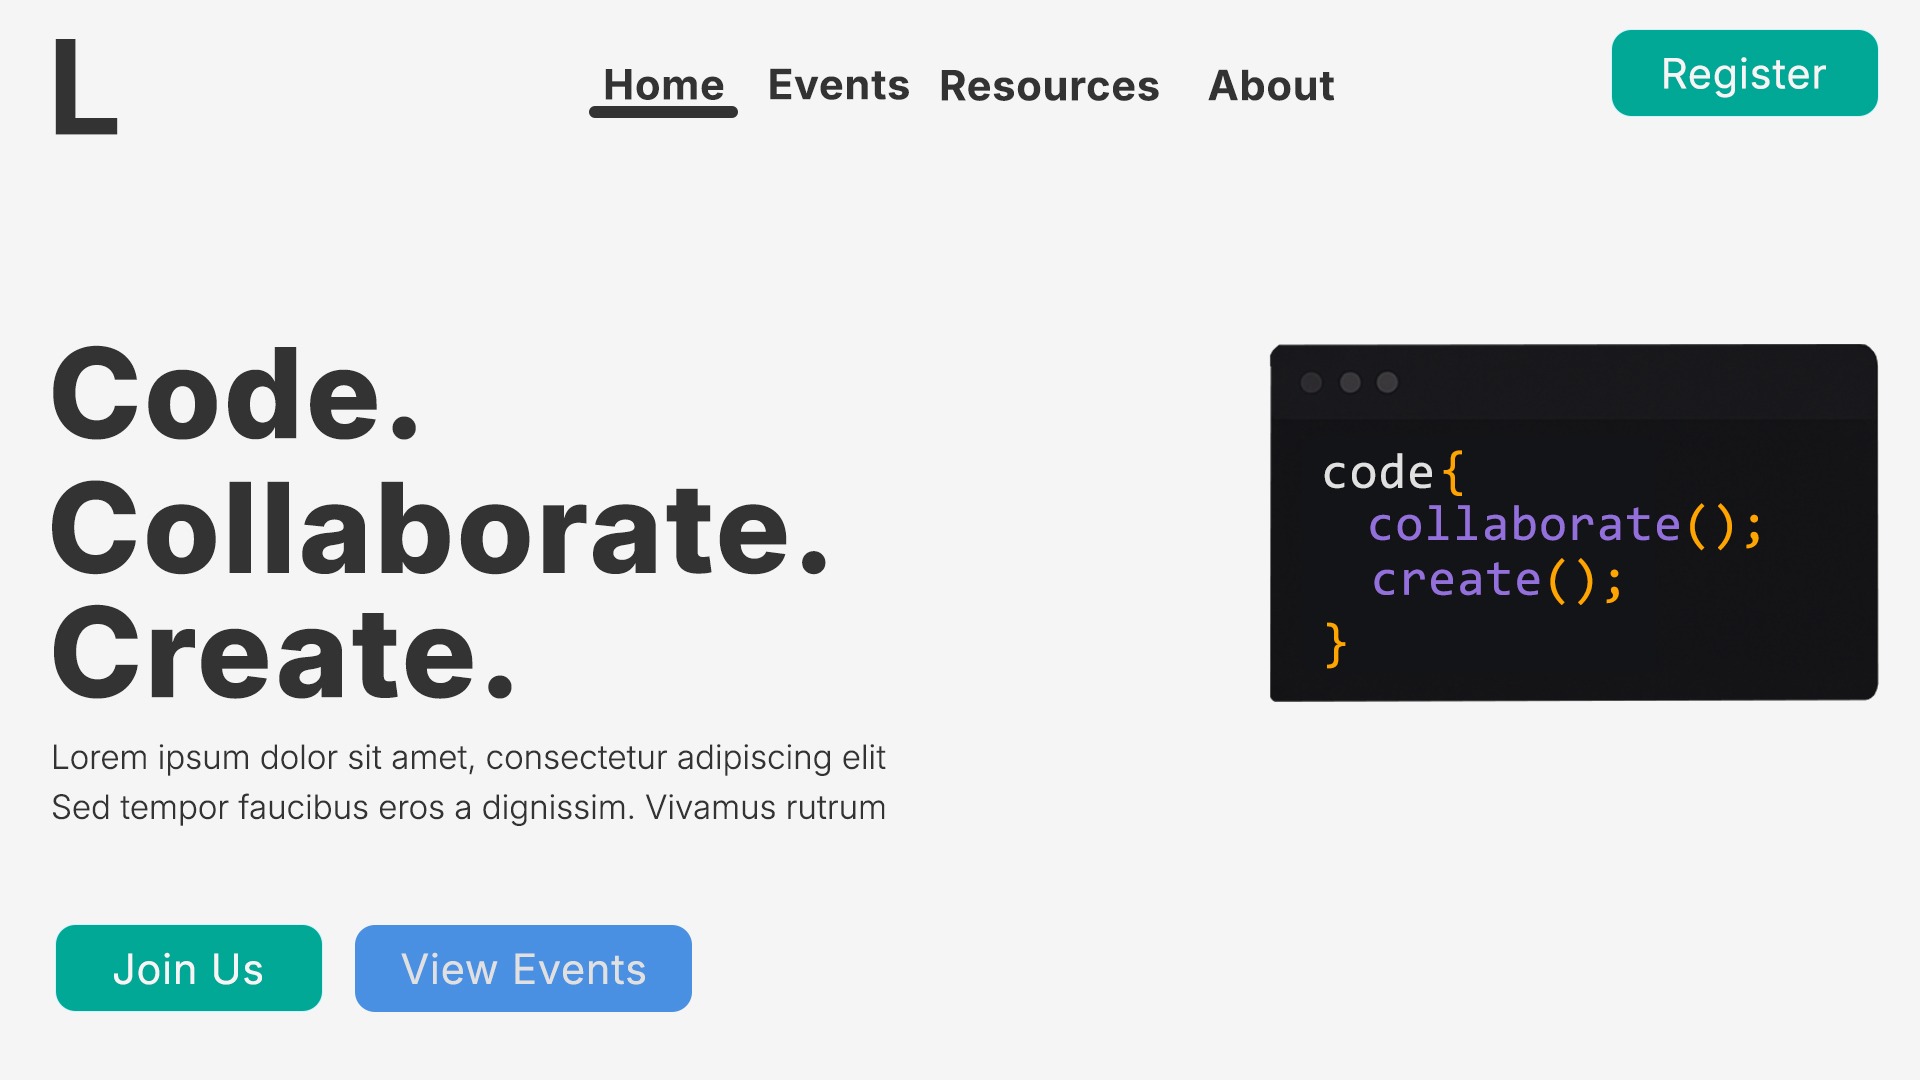 L
Home Events Resources About
Register
Code.
Collaborate.
Create.
Lorem ipsum dolor sit amet, consectetur adipiscing elit
Sed tempor faucibus eros a dignissim. Vivamus rutrum
Join Us
View Events
code{
collaborate();
create();
}